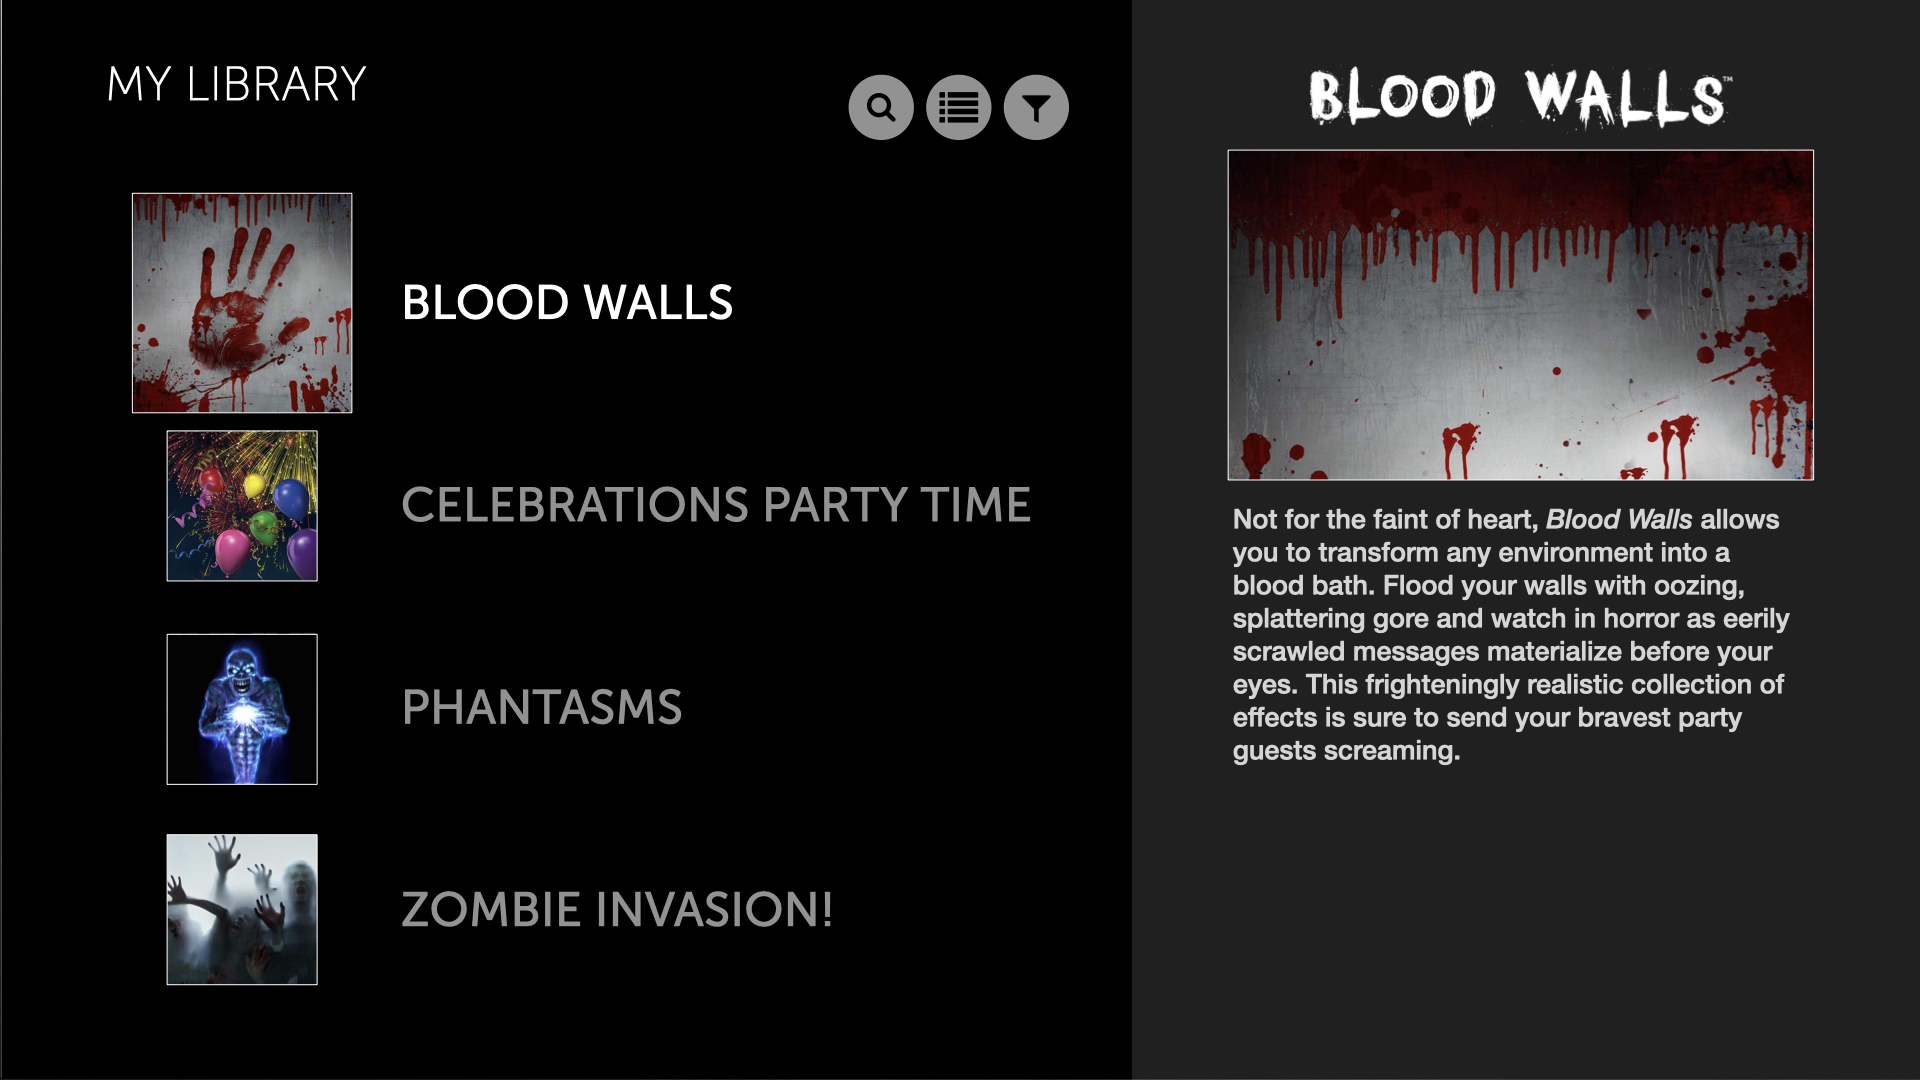 MY LIBRARY
BLOOD WALLS
CELEBRATIONS PARTY TIME
PHANTASMS
ZOMBIE INVASION!
BLOOD WALLS™
Not for the faint of heart, Blood Walls allows
you to transform any environment into a
blood bath. Flood your walls with oozing,
splattering gore and watch in horror as eerily
scrawled messages materialize before your
eyes. This frighteningly realistic collection of
effects is sure to send your bravest party
guests screaming.